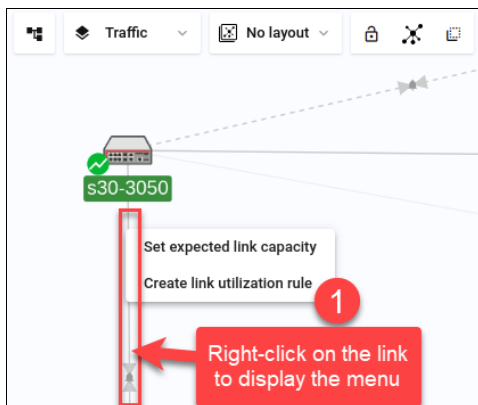 Traffic
No layout
s30-3050
Set expected link capacity
Create link utilization rule
1
Right-click on the link
to display the menu